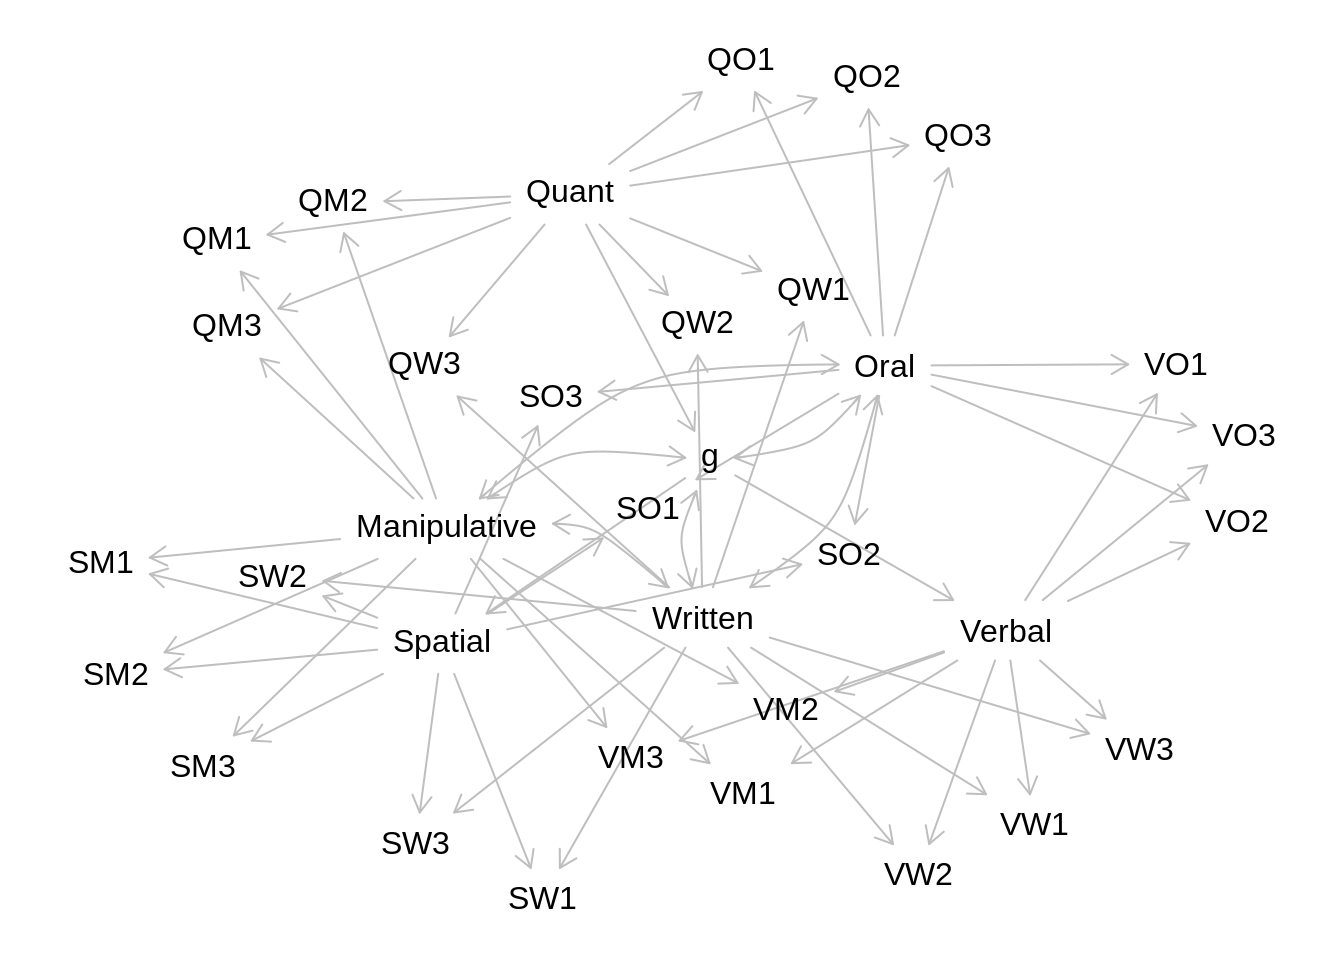 QO1
QO2
QO3
Quant
QM2
QM1
QW1
QW2
QM3
QW3
VO1
Oral
SO3
VO3
g
SO1
VO2
Manipulative
SO2
SM1
SW2
Written
Verbal
Spatial
SM2
VM2
VW3
VM3
SM3
VM1
VW1
SW3
VW2
SW1